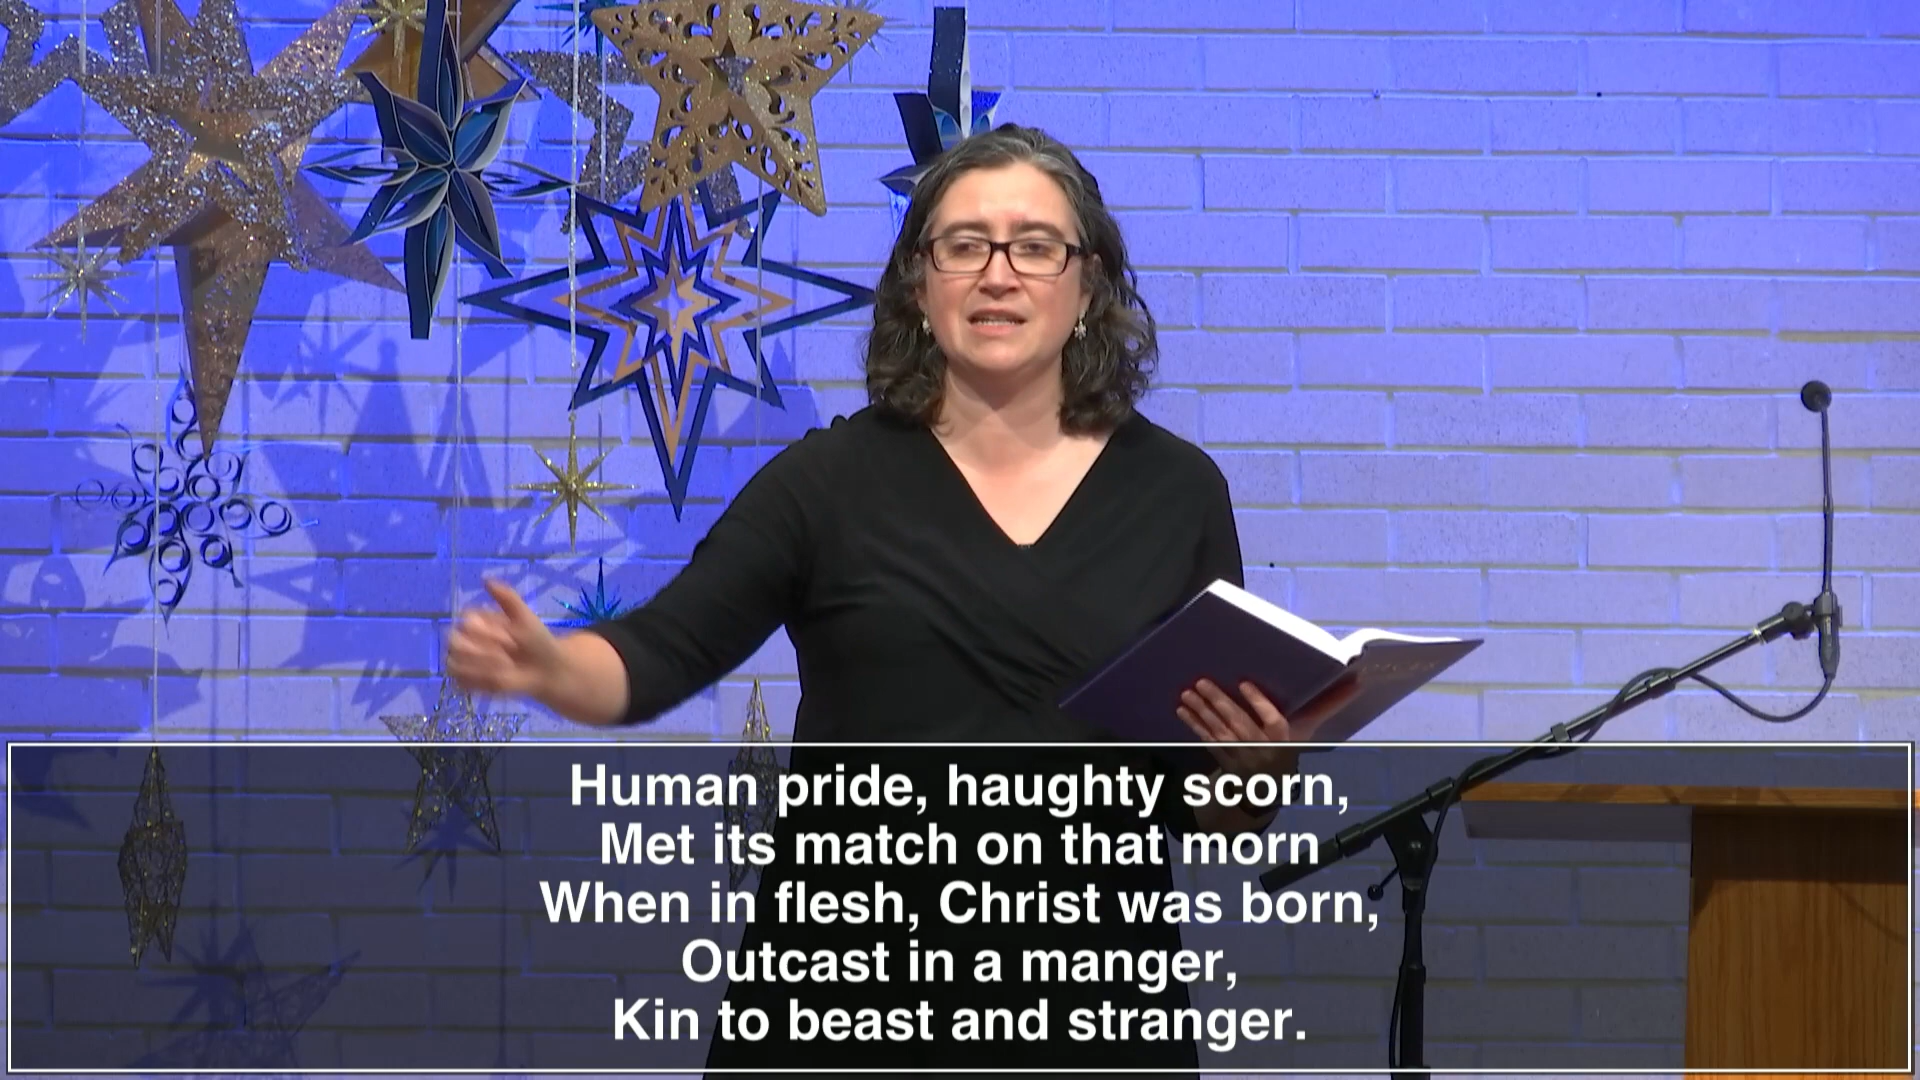 Human pride, haughty scorn,
Met its match on that morn
When in flesh, Christ was born,
Outcast in a manger,
Kin to beast and stranger.